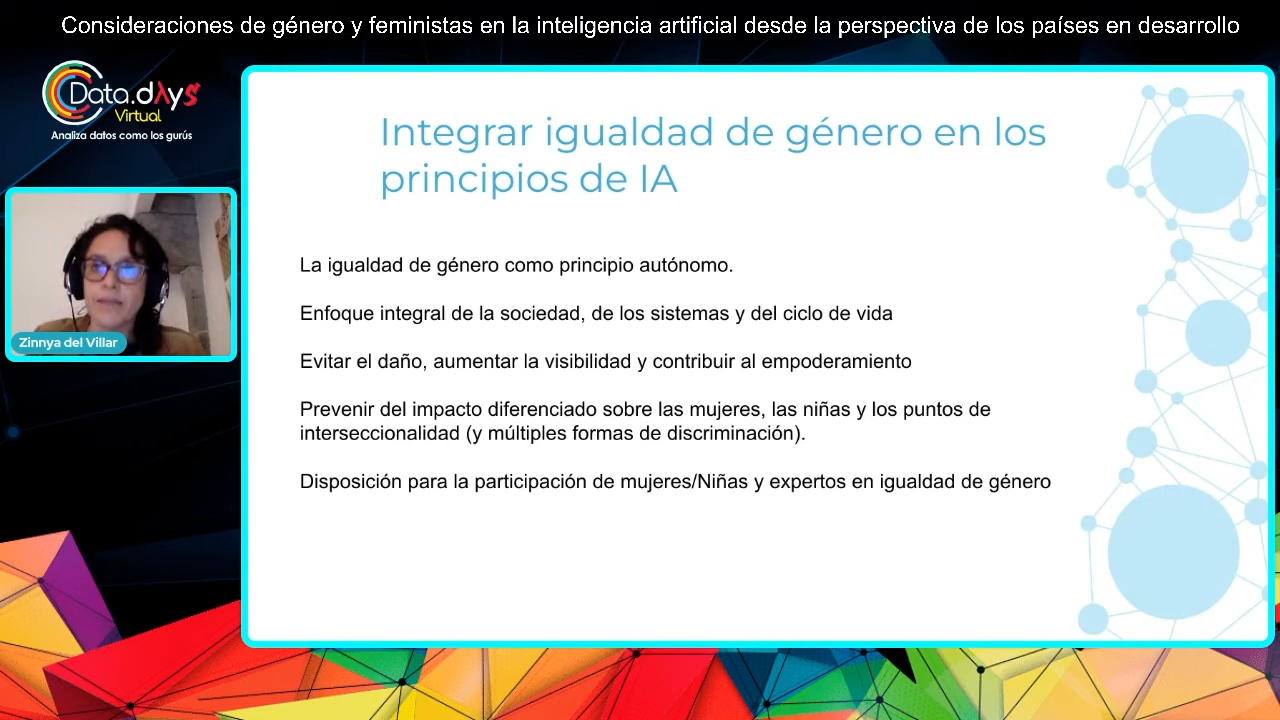 Consideraciones de género y feministas en la inteligencia artificial desde la perspectiva de los países en desarrollo
Data.dAys
Virtual
Analiza datos como los gurús
Zinnya del Villar
Integrar igualdad de género en los
principios de IA
La igualdad de género como principio autónomo.
Enfoque integral de la sociedad, de los sistemas y del ciclo de vida
Evitar el daño, aumentar la visibilidad y contribuir al empoderamiento
Prevenir del impacto diferenciado sobre las mujeres, las niñas y los puntos de
interseccionalidad (y múltiples formas de discriminación).
Disposición para la participación de mujeres/Niñas y expertos en igualdad de género